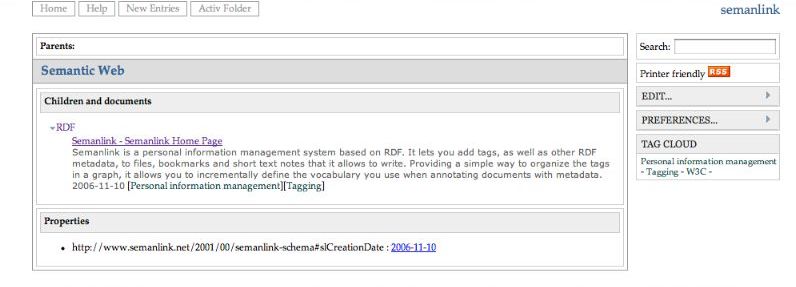 Home Help New Entries Activ Folder semanlink
Parents:
Semantic Web
Children and documents
RDF
Semanlink - Semanlink Home Page
Semanlink is a personal information management system based on RDF. It lets you add tags, as well as other RDF
metadata, to files, bookmarks and short text notes that it allows to write. Providing a simple way to organize the tags
in a graph, it allows you to incrementally define the vocabulary you use when annotating documents with metadata.
2006-11-10 [Personal information management][Tagging]
Properties
• http://www.semanlink.net/2001/00/semanlink-schema#slCreationDate : 2006-11-10
Search:
Printer friendly RSS
EDIT...
PREFERENCES...
TAG CLOUD
Personal information management
- Tagging - W3C -